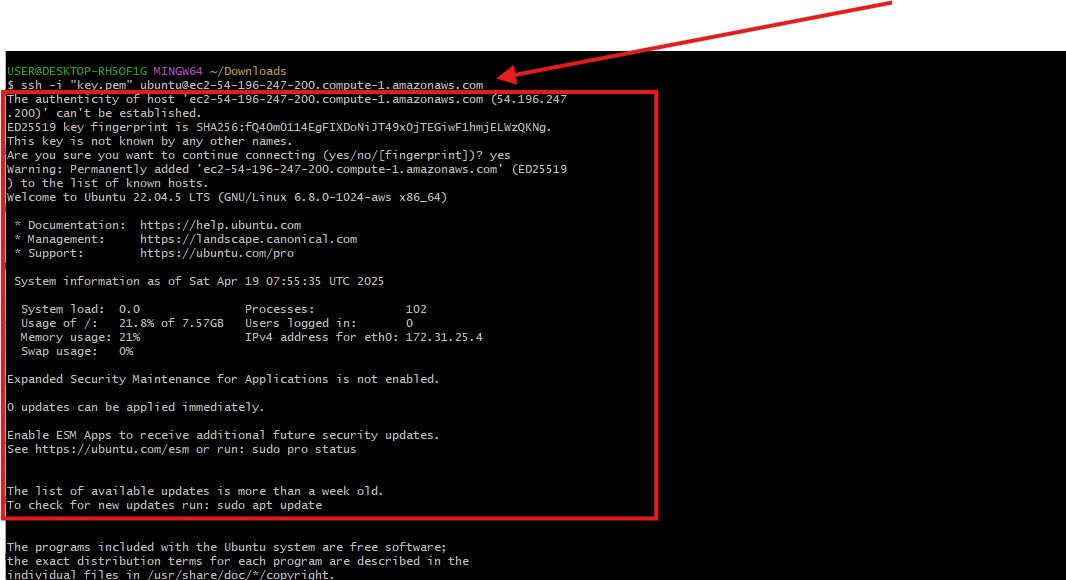 USER@DESKTOP-RH5OF1G MINGW64 ~/Downloads
$ ssh -i "key.pem" ubuntu@ec2-54-196-247-200.compute-1.amazonaws.com
The authenticity of host 'ec2-54-196-247-200.compute-1.amazonaws.com (54.196.247
.200)' can't be established.
ED25519 key fingerprint is SHA256:fQ40mO114EgFIXDoNiJT49xOjTEGiwF1hmjELWzQKNg.
This key is not known by any other names.
Are you sure you want to continue connecting (yes/no/[fingerprint])? yes
Warning: Permanently added 'ec2-54-196-247-200.compute-1.amazonaws.com' (ED25519
) to the list of known hosts.
Welcome to Ubuntu 22.04.5 LTS (GNU/Linux 6.8.0-1024-aws x86_64)
* Documentation:  https://help.ubuntu.com
* Management:     https://landscape.canonical.com
* Support:        https://ubuntu.com/pro
System information as of Sat Apr 19 07:55:35 UTC 2025
System load:  0.0               Processes:             102
Usage of /:   21.8% of 7.57GB   Users logged in:       0
Memory usage: 21%               IPv4 address for eth0: 172.31.25.4
Swap usage:   0%
Expanded Security Maintenance for Applications is not enabled.
0 updates can be applied immediately.
Enable ESM Apps to receive additional future security updates.
See https://ubuntu.com/esm or run: sudo pro status
The list of available updates is more than a week old.
To check for new updates run: sudo apt update
The programs included with the Ubuntu system are free software;
the exact distribution terms for each program are described in the
individual files in /usr/share/doc/*/copyright.